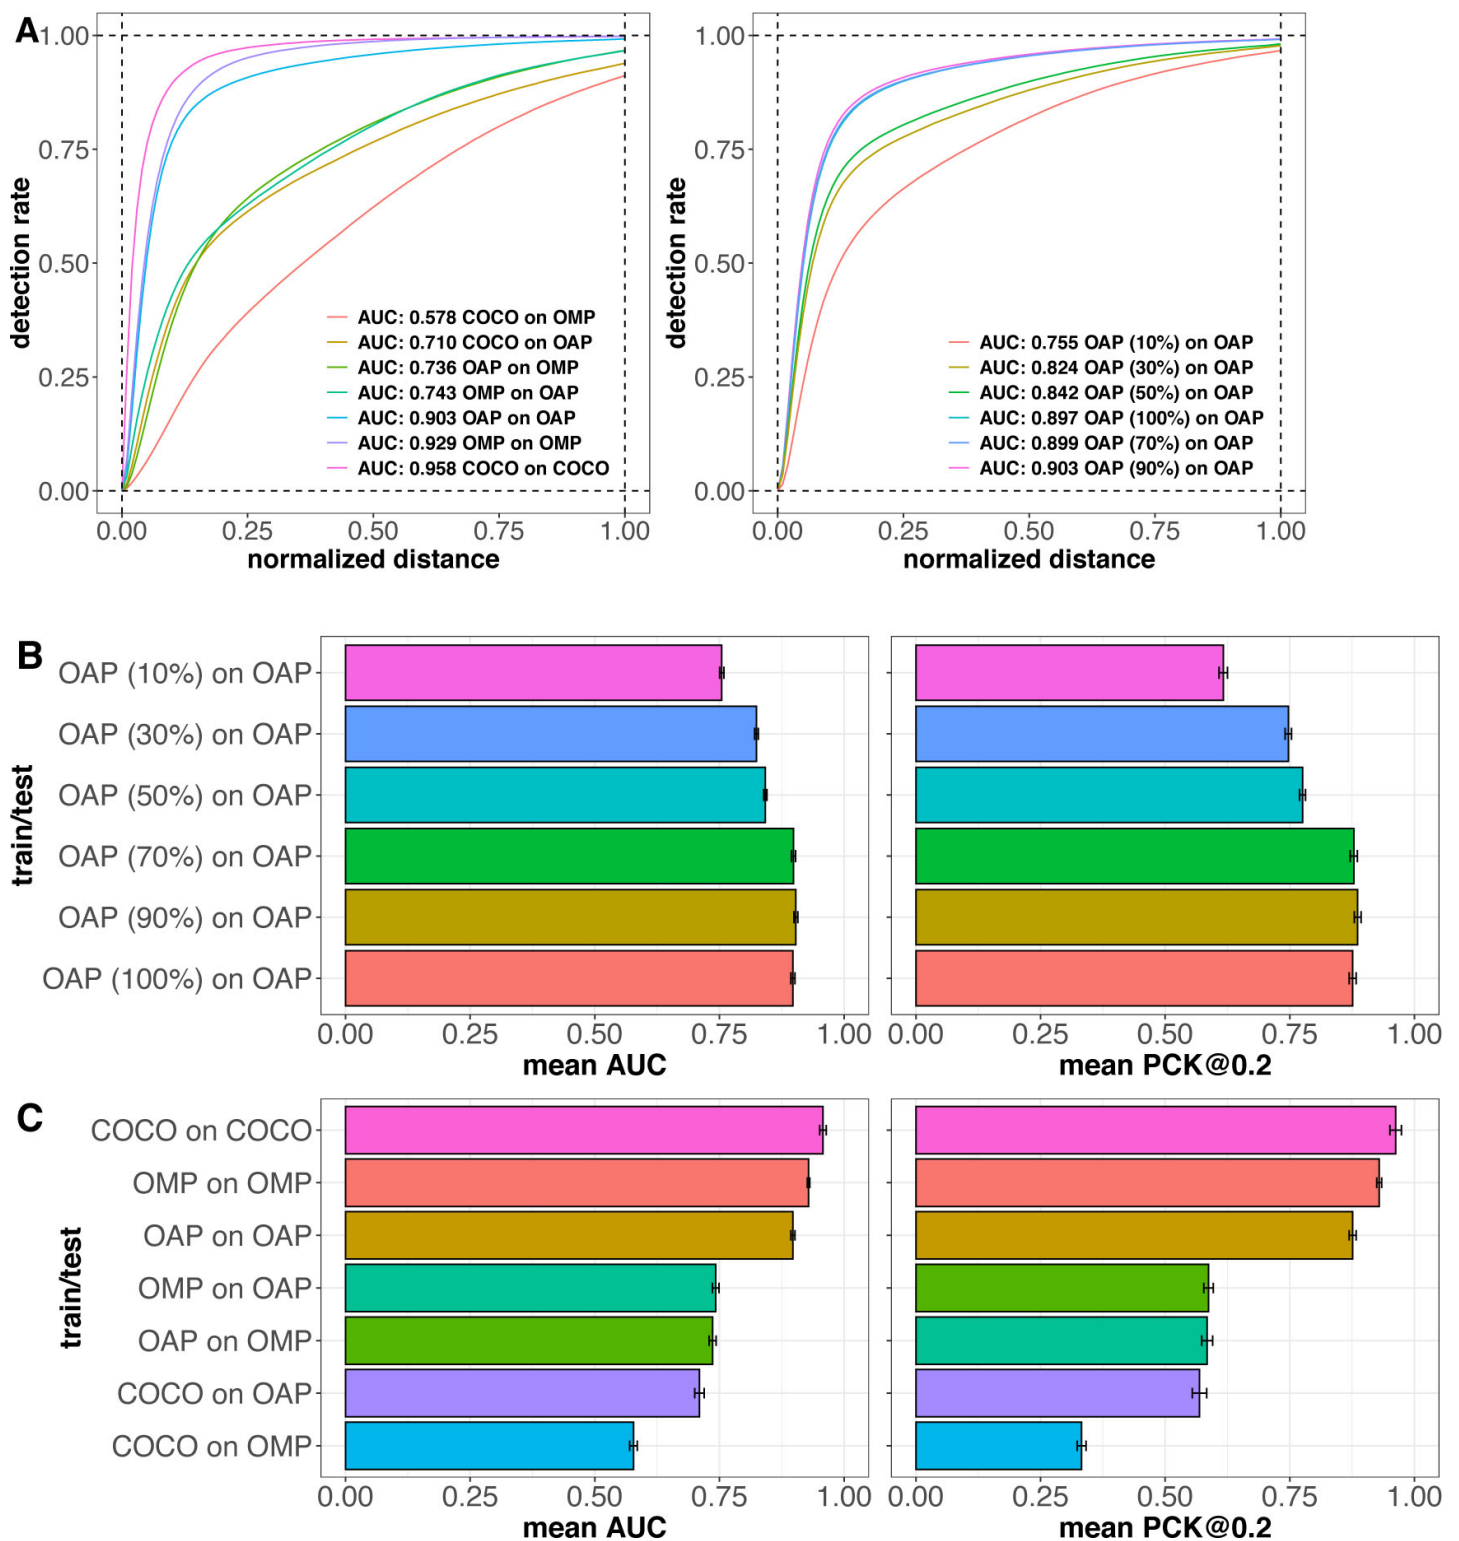 A
1.00
0.75
0.50
0.25
0.00
detection rate
AUC: 0.578 COCO on OMP
AUC: 0.710 COCO on OAP
AUC: 0.736 OAP on OMP
AUC: 0.743 OMP on OAP
AUC: 0.903 OAP on OAP
AUC: 0.929 OMP on OMP
AUC: 0.958 COCO on COCO
0.00 0.25 0.50 0.75 1.00
normalized distance
1.00
0.75
0.50
0.25
0.00
detection rate
AUC: 0.755 OAP (10%) on OAP
AUC: 0.824 OAP (30%) on OAP
AUC: 0.842 OAP (50%) on OAP
AUC: 0.897 OAP (100%) on OAP
AUC: 0.899 OAP (70%) on OAP
AUC: 0.903 OAP (90%) on OAP
0.00 0.25 0.50 0.75 1.00
normalized distance
B
train/test
OAP (10%) on OAP
OAP (30%) on OAP
OAP (50%) on OAP
OAP (70%) on OAP
OAP (90%) on OAP
OAP (100%) on OAP
0.00 0.25 0.50 0.75 1.00
mean AUC
0.00 0.25 0.50 0.75 1.00
mean PCK@0.2
C
train/test
COCO on COCO
OMP on OMP
OAP on OAP
OMP on OAP
OAP on OMP
COCO on OAP
COCO on OMP
0.00 0.25 0.50 0.75 1.00
mean AUC
0.00 0.25 0.50 0.75 1.00
mean PCK@0.2